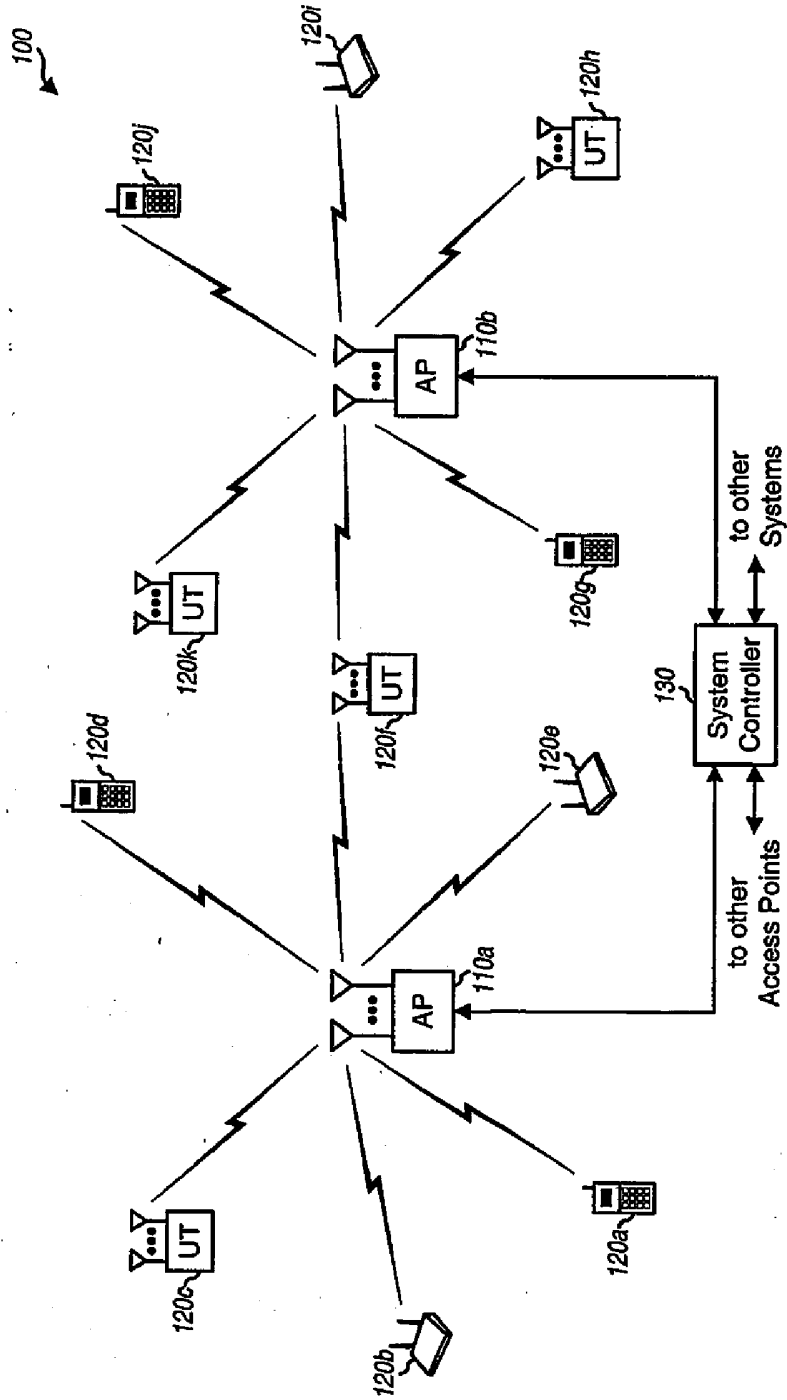 100
120j
120i
120d
120k
UT
120c
UT
120f
UT
120h
UT
110a
AP
110b
AP
120b
120a
120e
120g
130
System
Controller
to other
Access Points
to other
Systems